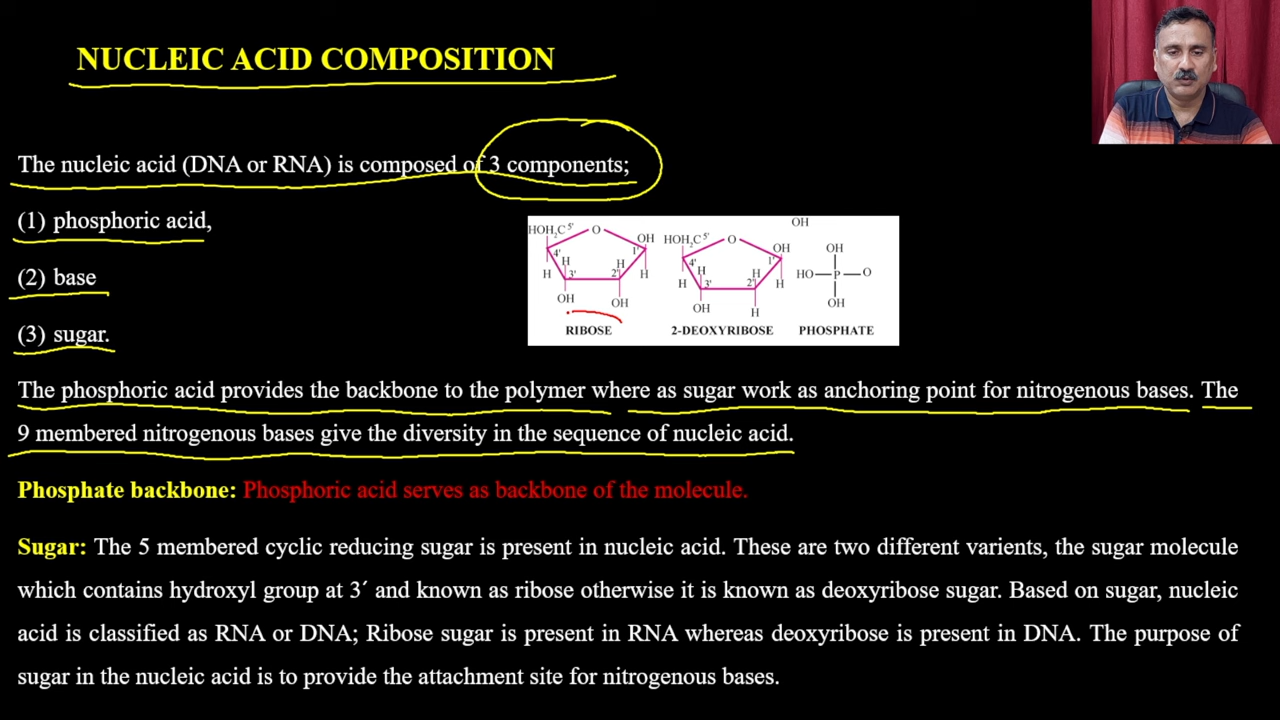 NUCLEIC ACID COMPOSITION
The nucleic acid (DNA or RNA) is composed of 3 components;
(1) phosphoric acid,
(2) base
(3) sugar.
OH
HOH₂C 5' O OH HOH₂C 5' O OH OH
4' H H 1' 4' H H 1' HO P O
H 3' 2' H H 3' 2' H
OH OH OH H OH
RIBOSE 2-DEOXYRIBOSE PHOSPHATE
The phosphoric acid provides the backbone to the polymer where as sugar work as anchoring point for nitrogenous bases. The
9 membered nitrogenous bases give the diversity in the sequence of nucleic acid.
Phosphate backbone: Phosphoric acid serves as backbone of the molecule.
Sugar: The 5 membered cyclic reducing sugar is present in nucleic acid. These are two different varients, the sugar molecule
which contains hydroxyl group at 3´ and known as ribose otherwise it is known as deoxyribose sugar. Based on sugar, nucleic
acid is classified as RNA or DNA; Ribose sugar is present in RNA whereas deoxyribose is present in DNA. The purpose of
sugar in the nucleic acid is to provide the attachment site for nitrogenous bases.